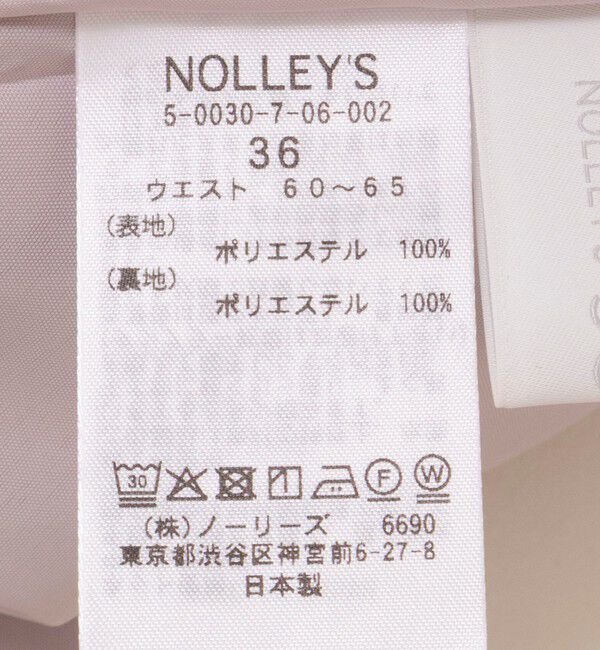 NOLLEY'S
5-0030-7-06-002
36
ウエスト 60～65
(表地)
ポリエステル 100%
(裏地)
ポリエステル 100%
30
F
W
(株)ノーリーズ 6690
東京都渋谷区神宮前6-27-8
日本製
NOLLEY'S